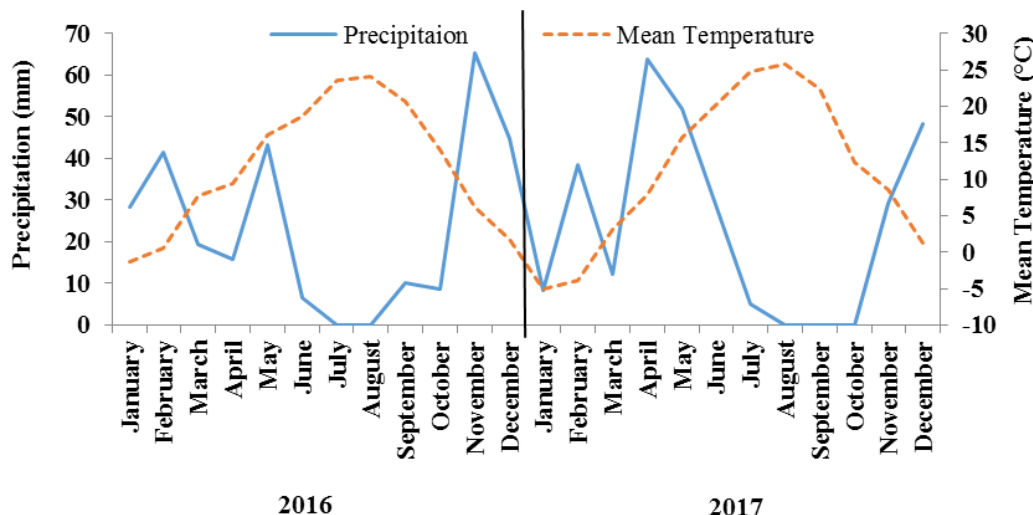 Precipitaion
Mean Temperature
Precipitation (mm)
70
60
50
40
30
20
10
0
30
25
20
15
10
5
0
-5
-10
Mean Temperature (°C)
January
February
March
April
May
June
July
August
September
October
November
December
January
February
March
April
May
June
July
August
September
October
November
December
2016
2017